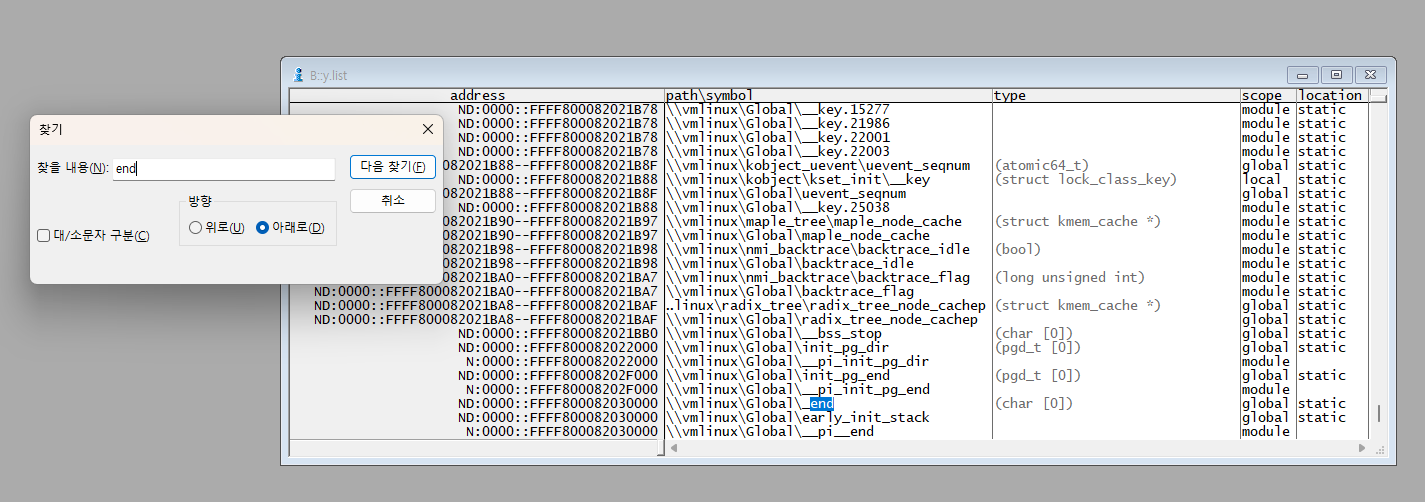 B::y.list
address path\symbol type scope location
ND:0000::FFFF800082021B78 \\vmlinux\Global\__key.15277 module static
ND:0000::FFFF800082021B78 \\vmlinux\Global\__key.21986 module static
ND:0000::FFFF800082021B78 \\vmlinux\Global\__key.22001 module static
ND:0000::FFFF800082021B78 \\vmlinux\Global\__key.22003 module static
082021B88--FFFF800082021B8F \\vmlinux\kobject_uevent\uevent_seqnum (atomic64_t) global static
ND:0000::FFFF800082021B88 \\vmlinux\kobject\kset_init\__key (struct lock_class_key) local static
082021B88--FFFF800082021B8F \\vmlinux\Global\uevent_seqnum global static
ND:0000::FFFF800082021B88 \\vmlinux\Global\__key.25038 module static
082021B90--FFFF800082021B97 \\vmlinux\maple_tree\maple_node_cache (struct kmem_cache *) module static
082021B90--FFFF800082021B97 \\vmlinux\Global\maple_node_cache module static
082021B98--FFFF800082021B98 \\vmlinux\nmi_backtrace\backtrace_idle (bool) module static
082021B98--FFFF800082021B98 \\vmlinux\Global\backtrace_idle module static
082021BA0--FFFF800082021BA7 \\vmlinux\nmi_backtrace\backtrace_flag (long unsigned int) module static
ND:0000::FFFF800082021BA0--FFFF800082021BA7 \\vmlinux\Global\backtrace_flag module static
ND:0000::FFFF800082021BA8--FFFF800082021BAF ..linux\radix_tree\radix_tree_node_cachep (struct kmem_cache *) global static
ND:0000::FFFF800082021BA8--FFFF800082021BAF \\vmlinux\Global\radix_tree_node_cachep global static
ND:0000::FFFF800082021BB0 \\vmlinux\Global\__bss_stop (char [0]) global static
ND:0000::FFFF800082022000 \\vmlinux\Global\init_pg_dir (pgd_t [0]) global static
N:0000::FFFF800082022000 \\vmlinux\Global\__pi_init_pg_dir module
ND:0000::FFFF80008202F000 \\vmlinux\Global\init_pg_end (pgd_t [0]) global static
N:0000::FFFF80008202F000 \\vmlinux\Global\__pi_init_pg_end module
ND:0000::FFFF800082030000 \\vmlinux\Global\_end (char [0]) global static
ND:0000::FFFF800082030000 \\vmlinux\Global\early_init_stack global static
N:0000::FFFF800082030000 \\vmlinux\Global\__pi__end module
찾기
찾을 내용(N): end
다음 찾기(F)
취소
방향
위로(U) 아래로(D)
대/소문자 구분(C)